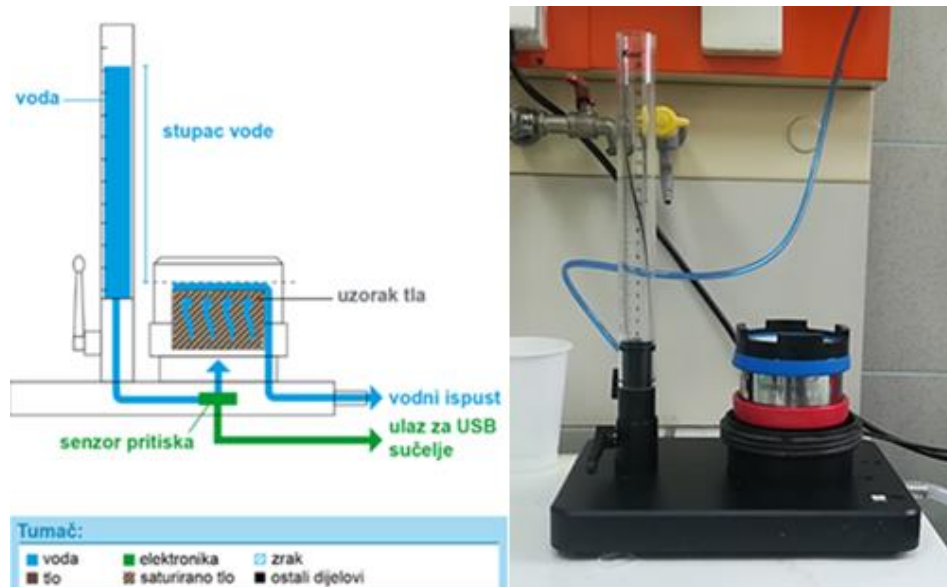 voda
stupac vode
uzorak tla
vodni ispust
senzor pritiska
ulaz za USB
sučelje
Tumač:
voda
elektronika
zrak
tlo
saturirano tlo
ostali dijelovi